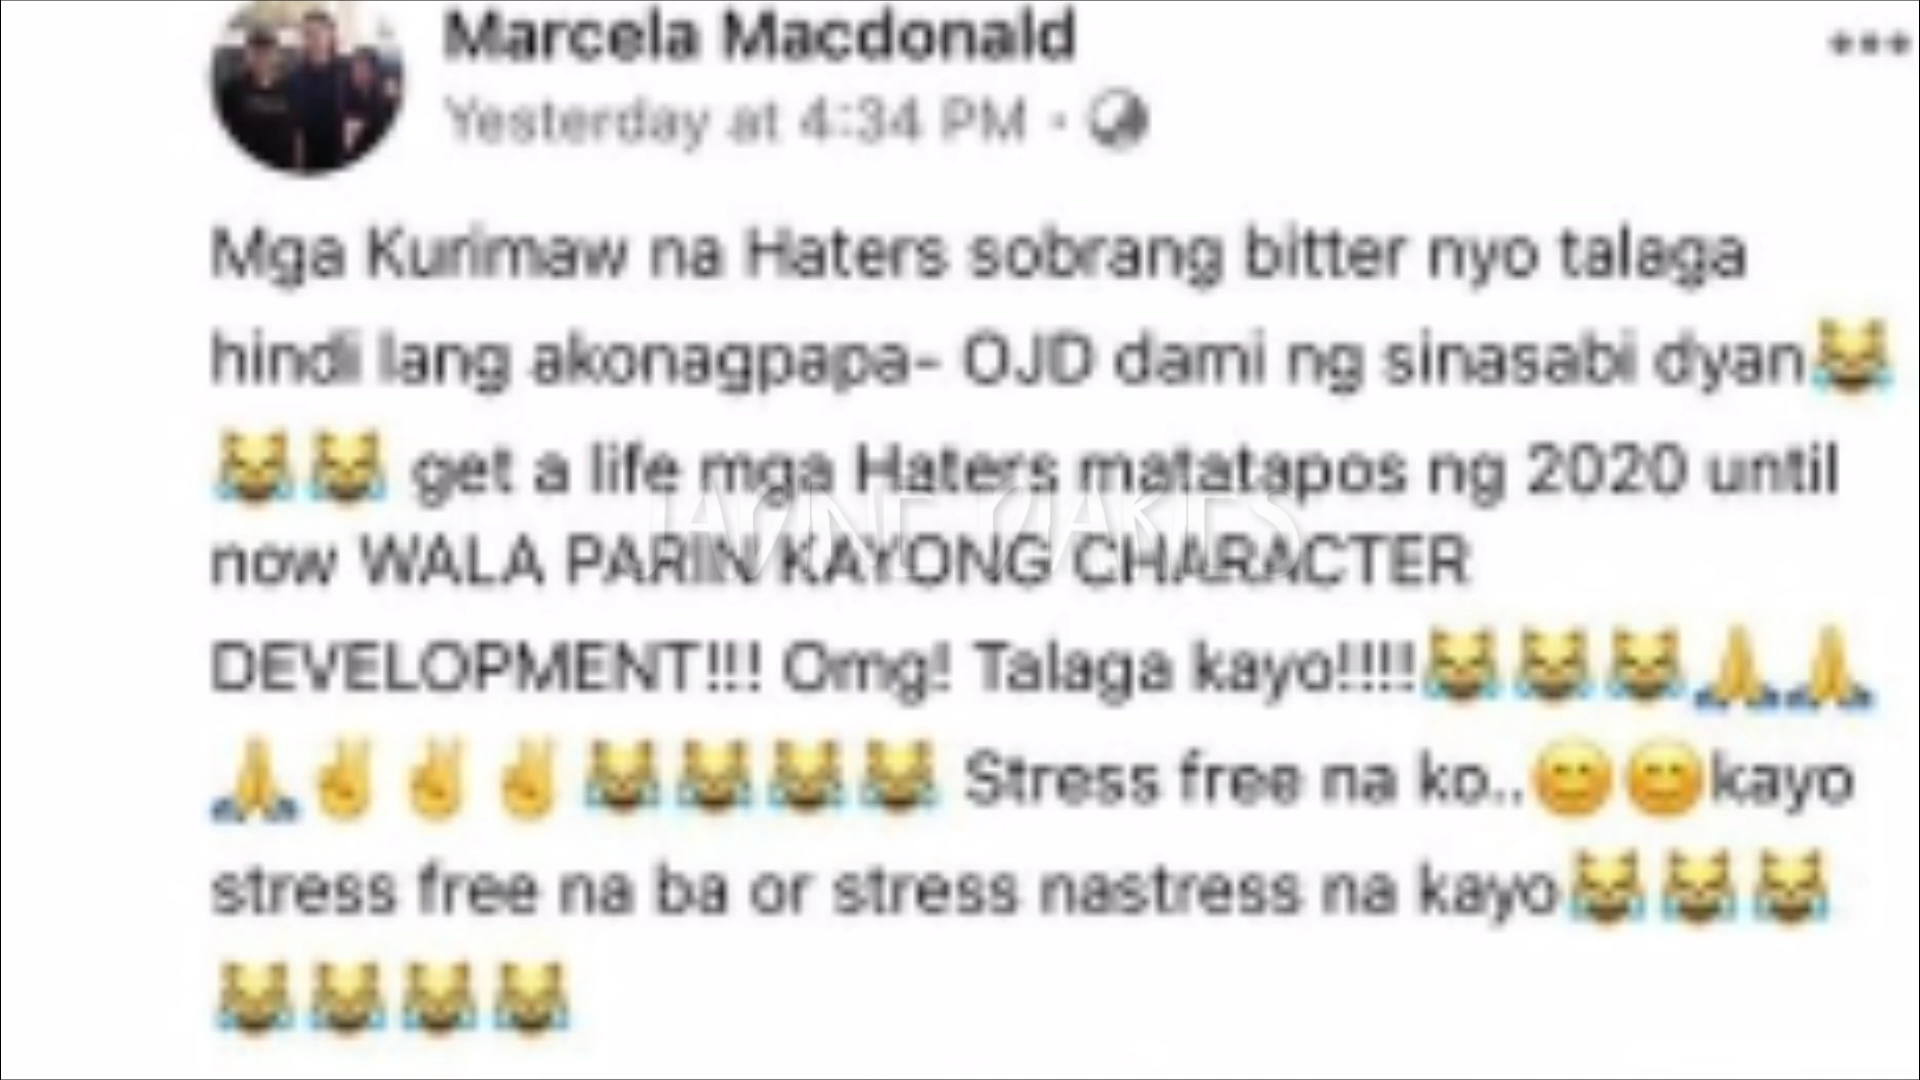 Marcela Macdonald
Yesterday at 4:34 PM ·
Mga Kurimaw na Haters sobrang bitter nyo talaga
hindi lang akonagpapa- OJD dami ng sinasabi dyan😹
😹😹 get a life mga Haters matatapos ng 2020 until
now WALA PARIN KAYONG CHARACTER
DEVELOPMENT!!! Omg! Talaga kayo!!!!😹😹😹🙏🙏
🙏✌✌✌😹😹😹😹 Stress free na ko..😊😊kayo
stress free na ba or stress nastress na kayo😹😹😹
😹😹😹😹